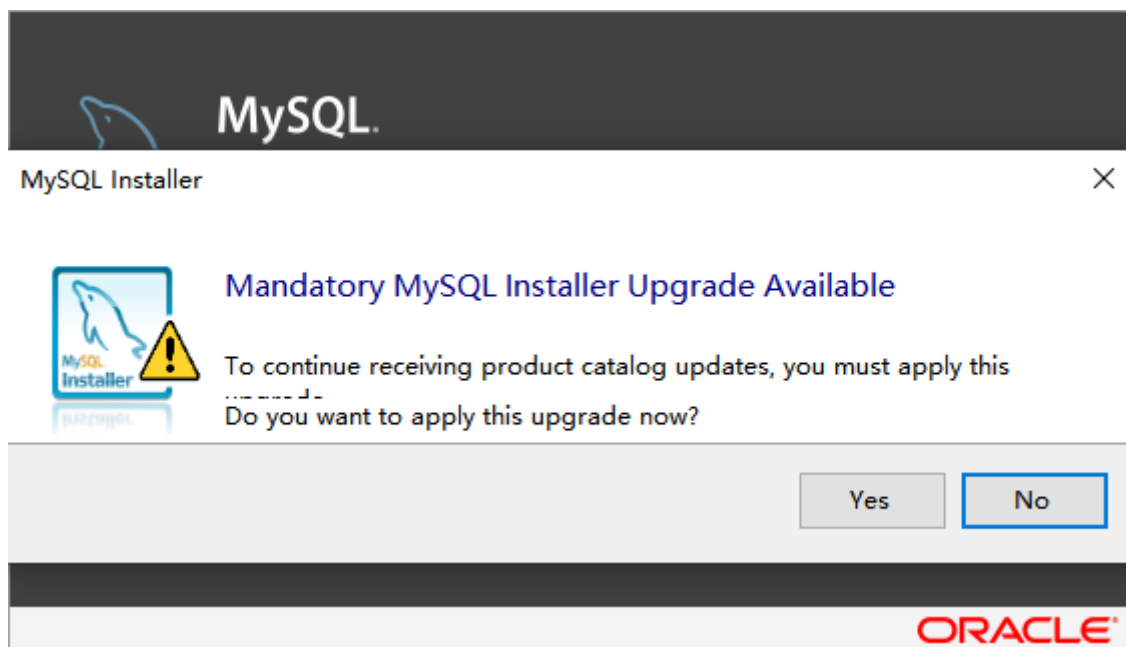 MySQL.
MySQL Installer
Mandatory MySQL Installer Upgrade Available
MySQL
Installer
To continue receiving product catalog updates, you must apply this
Do you want to apply this upgrade now?
Yes
No
ORACLE